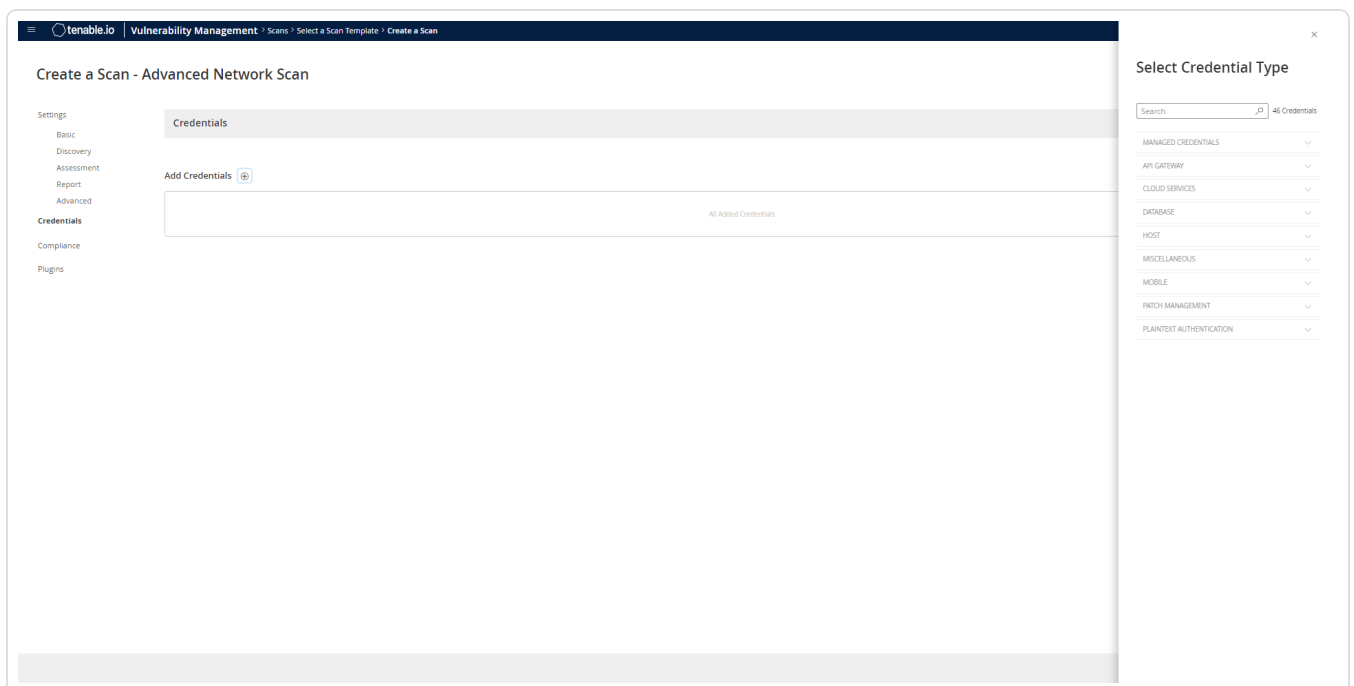 tenable.io Vulnerability Management > Scans > Select a Scan Template > Create a Scan
Create a Scan - Advanced Network Scan
Settings
Basic
Discovery
Assessment
Report
Advanced
Credentials
Compliance
Plugins
Credentials
Add Credentials
All Added Credentials
Select Credential Type
Search 46 Credentials
MANAGED CREDENTIALS
API GATEWAY
CLOUD SERVICES
DATABASE
HOST
MISCELLANEOUS
MOBILE
PATCH MANAGEMENT
PLAINTEXT AUTHENTICATION